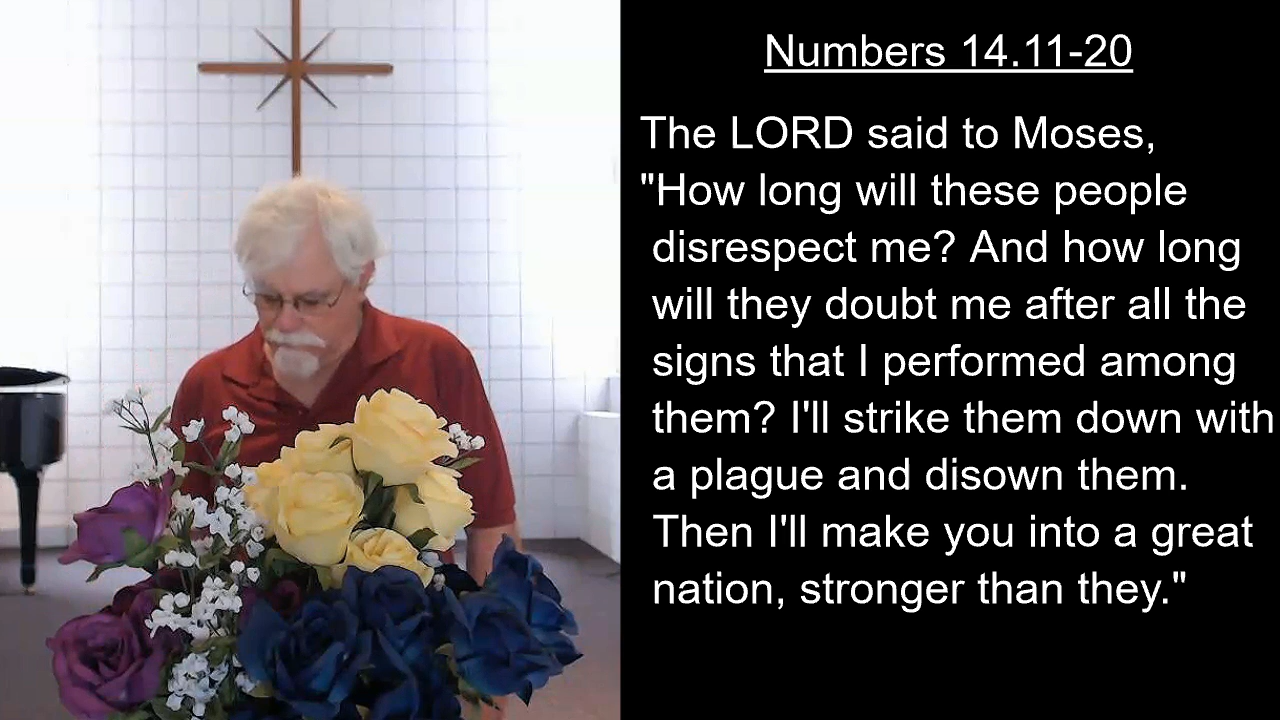 Numbers 14.11-20
The LORD said to Moses,
"How long will these people
disrespect me? And how long
will they doubt me after all the
signs that I performed among
them? I'll strike them down with
a plague and disown them.
Then I'll make you into a great
nation, stronger than they."